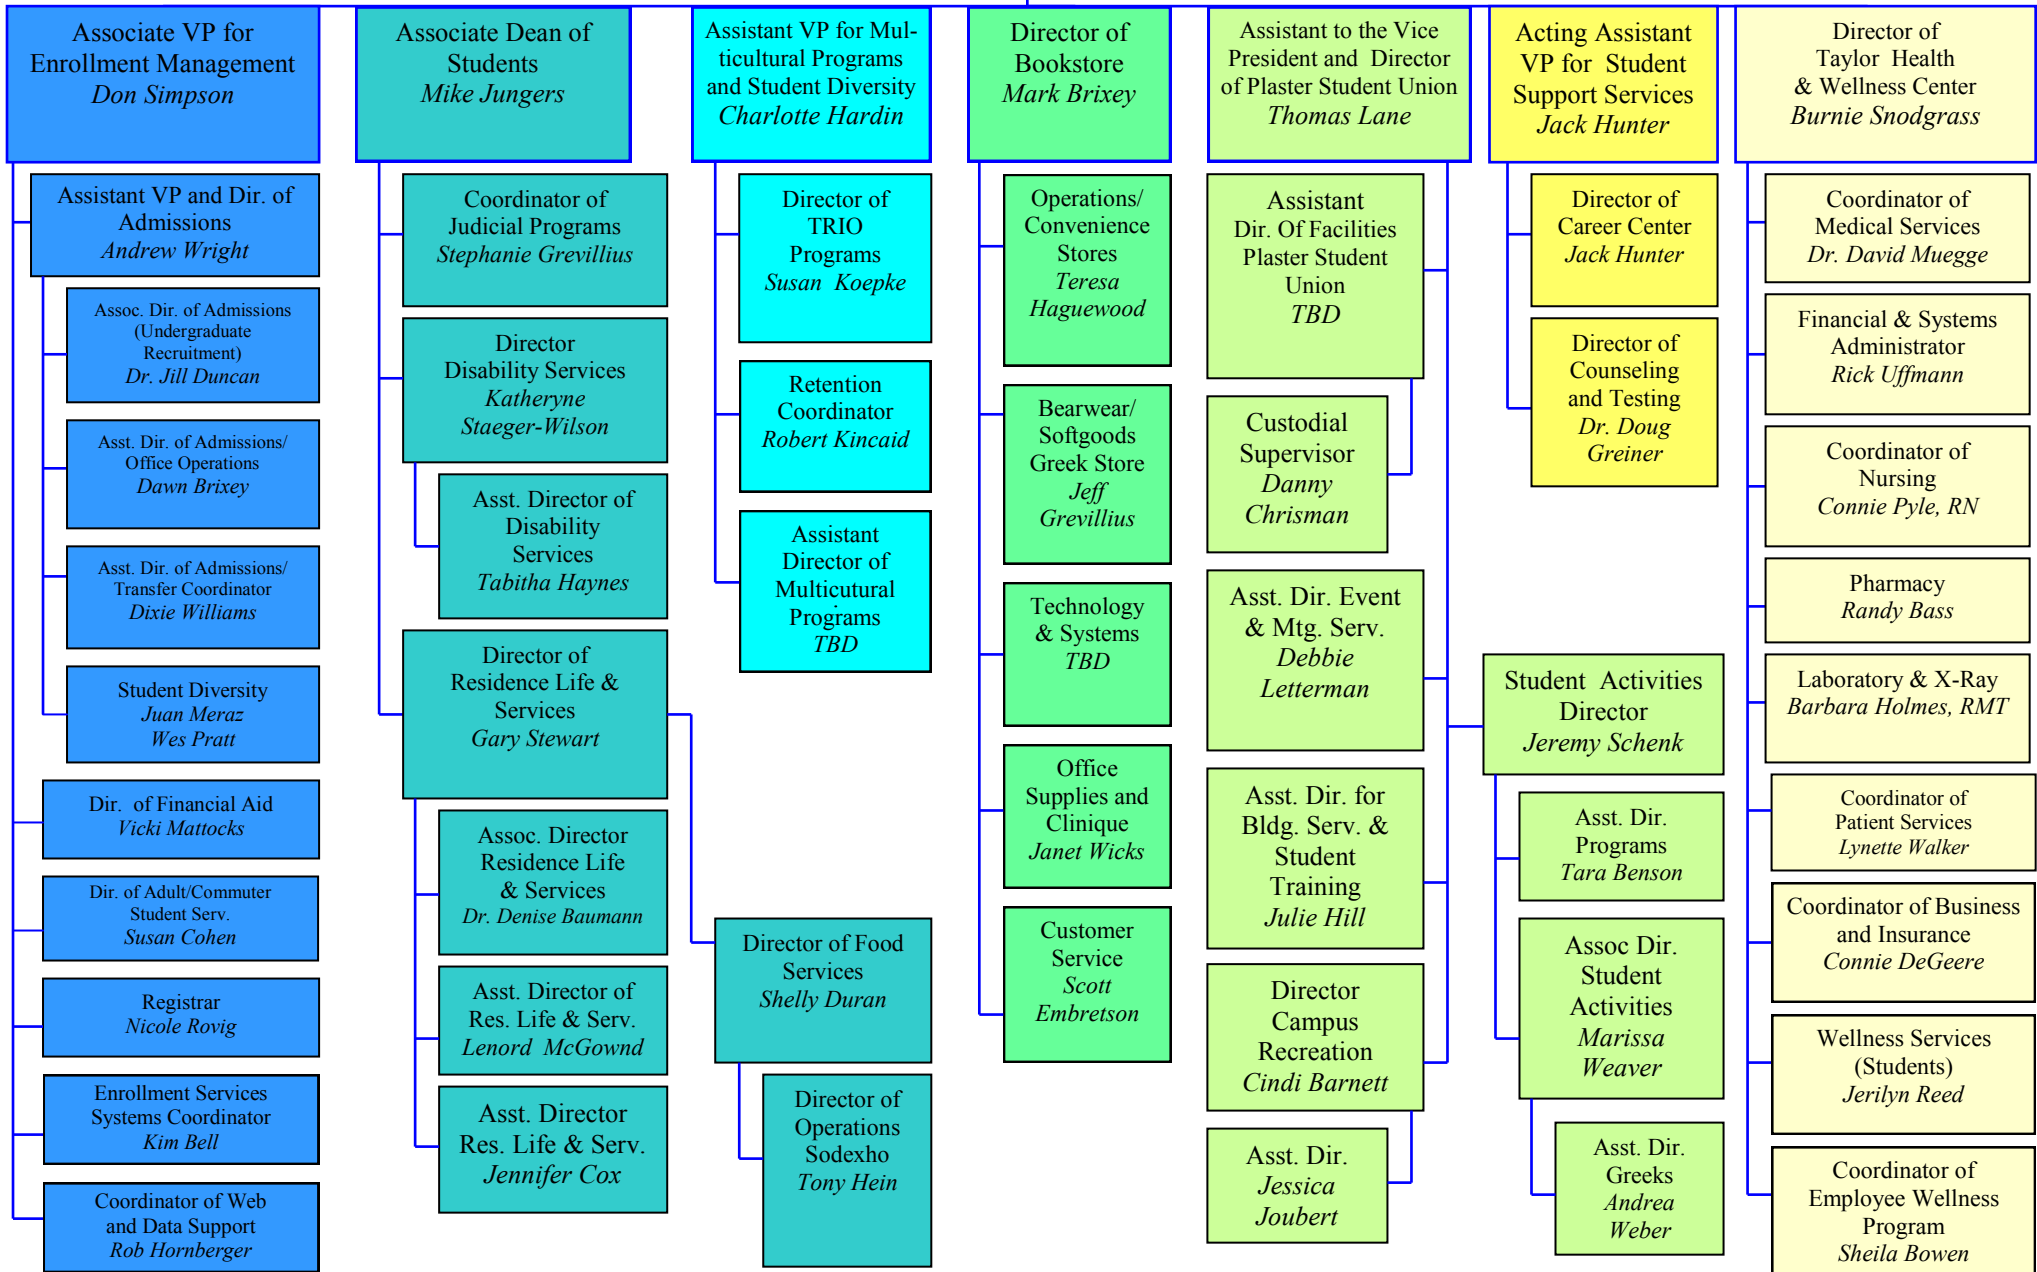 Associate VP for
Enrollment Management
Don Simpson
Assistant VP and Dir. of
Admissions
Andrew Wright
Assoc. Dir. of Admissions
(Undergraduate
Recruitment)
Dr. Jill Duncan
Asst. Dir. of Admissions/
Office Operations
Dawn Brixey
Asst. Dir. of Admissions/
Transfer Coordinator
Dixie Williams
Student Diversity
Juan Meraz
Wes Pratt
Dir. of Financial Aid
Vicki Mattocks
Dir. of Adult/Commuter
Student Serv.
Susan Cohen
Registrar
Nicole Rovig
Enrollment Services
Systems Coordinator
Kim Bell
Coordinator of Web
and Data Support
Rob Hornberger
Associate Dean of
Students
Mike Jungers
Coordinator of
Judicial Programs
Stephanie Grevillius
Director
Disability Services
Katheryne
Staeger-Wilson
Asst. Director of
Disability
Services
Tabitha Haynes
Director of
Residence Life &
Services
Gary Stewart
Assoc. Director
Residence Life
& Services
Dr. Denise Baumann
Asst. Director of
Res. Life & Serv.
Lenord McGownd
Asst. Director
Res. Life & Serv.
Jennifer Cox
Director of Food
Services
Shelly Duran
Director of
Operations
Sodexho
Tony Hein
Assistant VP for Mul-
ticultural Programs
and Student Diversity
Charlotte Hardin
Director of
TRIO
Programs
Susan Koepke
Retention
Coordinator
Robert Kincaid
Assistant
Director of
Multicutural
Programs
TBD
Director of
Bookstore
Mark Brixey
Operations/
Convenience
Stores
Teresa
Haguewood
Bearwear/
Softgoods
Greek Store
Jeff
Grevillius
Technology
& Systems
TBD
Office
Supplies and
Clinique
Janet Wicks
Customer
Service
Scott
Embretson
Assistant to the Vice
President and Director
of Plaster Student Union
Thomas Lane
Assistant
Dir. Of Facilities
Plaster Student
Union
TBD
Custodial
Supervisor
Danny
Chrisman
Asst. Dir. Event
& Mtg. Serv.
Debbie
Letterman
Asst. Dir. for
Bldg. Serv. &
Student
Training
Julie Hill
Director
Campus
Recreation
Cindi Barnett
Asst. Dir.
Jessica
Joubert
Student Activities
Director
Jeremy Schenk
Asst. Dir.
Programs
Tara Benson
Assoc Dir.
Student
Activities
Marissa
Weaver
Asst. Dir.
Greeks
Andrea
Weber
Acting Assistant
VP for Student
Support Services
Jack Hunter
Director of
Career Center
Jack Hunter
Director of
Counseling
and Testing
Dr. Doug
Greiner
Director of
Taylor Health
& Wellness Center
Burnie Snodgrass
Coordinator of
Medical Services
Dr. David Muegge
Financial & Systems
Administrator
Rick Uffmann
Coordinator of
Nursing
Connie Pyle, RN
Pharmacy
Randy Bass
Laboratory & X-Ray
Barbara Holmes, RMT
Coordinator of
Patient Services
Lynette Walker
Coordinator of Business
and Insurance
Connie DeGeere
Wellness Services
(Students)
Jerilyn Reed
Coordinator of
Employee Wellness
Program
Sheila Bowen